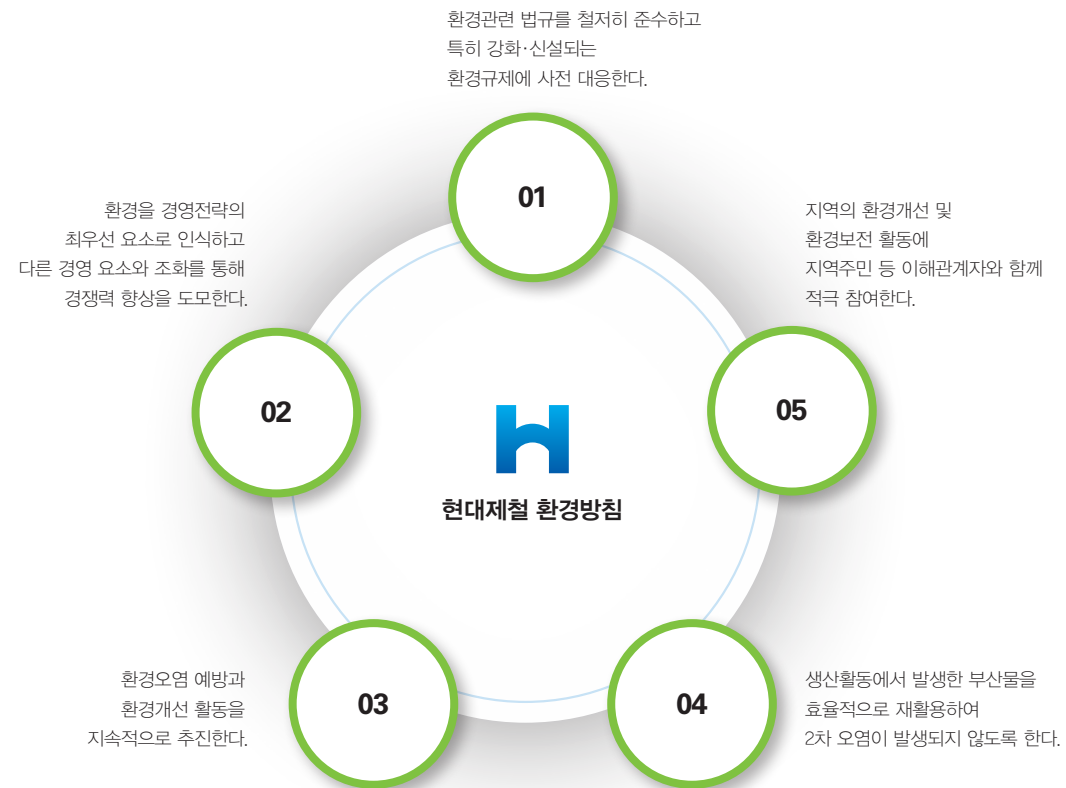 환경관련 법규를 철저히 준수하고
특히 강화·신설되는
환경규제에 사전 대응한다.
01
환경을 경영전략의
최우선 요소로 인식하고
다른 경영 요소와 조화를 통해
경쟁력 향상을 도모한다.
02
지역의 환경개선 및
환경보전 활동에
지역주민 등 이해관계자와 함께
적극 참여한다.
05
현대제철 환경방침
환경오염 예방과
환경개선 활동을
지속적으로 추진한다.
03
04
생산활동에서 발생한 부산물을
효율적으로 재활용하여
2차 오염이 발생되지 않도록 한다.